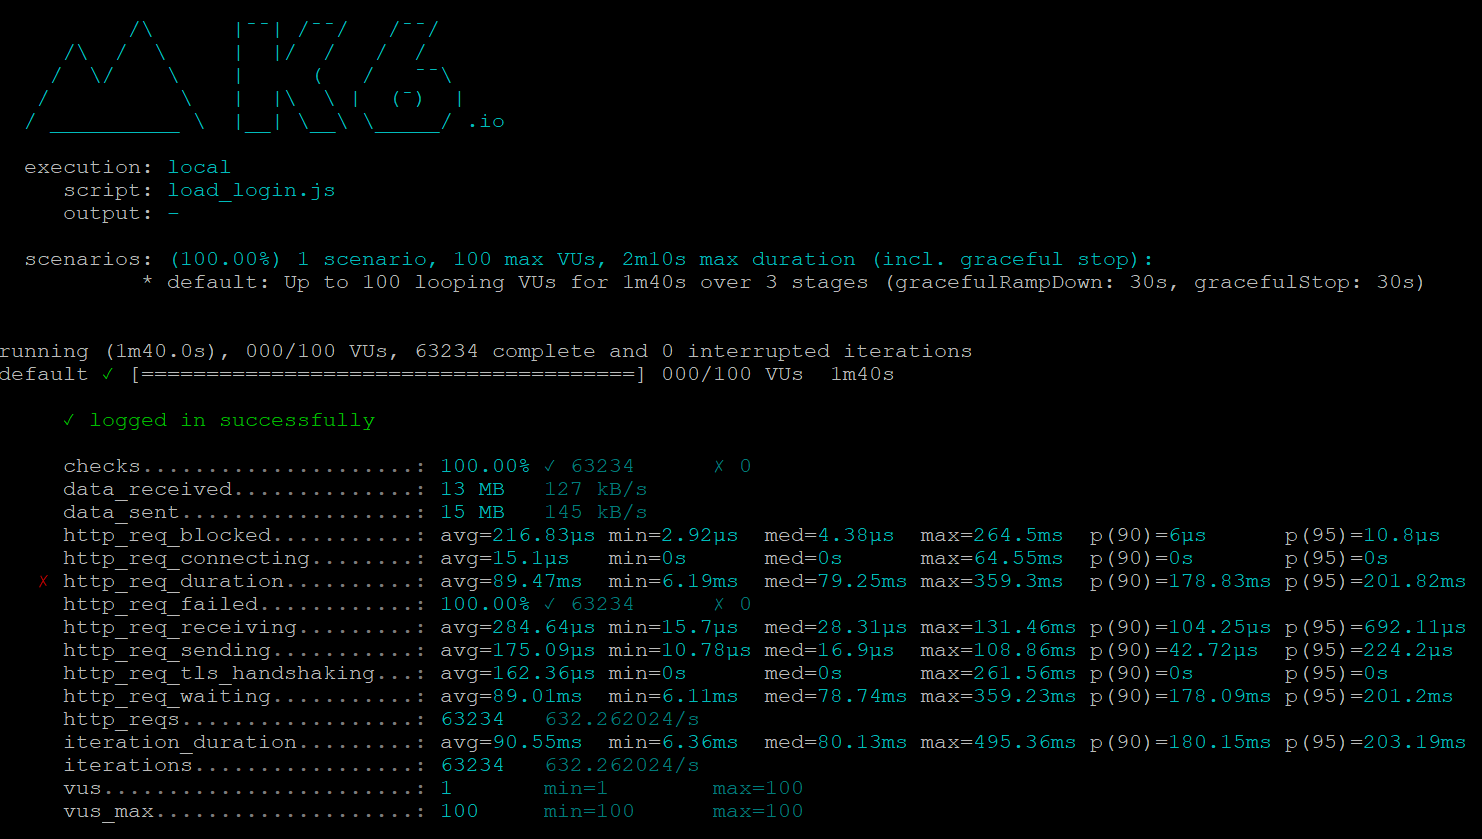 /\      |‾‾| /‾‾/   /‾‾/
     /\  /  \     |  |/  /   /  /
    /  \/    \    |     (   /   ‾‾\
   /          \   |  |\  \ |  (‾)  |
  / __________ \  |__| \__\ \_____/ .io

  execution: local
     script: load_login.js
     output: -

  scenarios: (100.00%) 1 scenario, 100 max VUs, 2m10s max duration (incl. graceful stop):
           * default: Up to 100 looping VUs for 1m40s over 3 stages (gracefulRampDown: 30s, gracefulStop: 30s)


running (1m40.0s), 000/100 VUs, 63234 complete and 0 interrupted iterations
default ✓ [======================================] 000/100 VUs  1m40s

     ✓ logged in successfully

     checks.....................: 100.00% ✓ 63234      ✗ 0
     data_received..............: 13 MB   127 kB/s
     data_sent..................: 15 MB   145 kB/s
     http_req_blocked...........: avg=216.83µs min=2.92µs  med=4.38µs  max=264.5ms  p(90)=6µs      p(95)=10.8µs
     http_req_connecting........: avg=15.1µs   min=0s      med=0s      max=64.55ms  p(90)=0s       p(95)=0s
   ✗ http_req_duration..........: avg=89.47ms  min=6.19ms  med=79.25ms max=359.3ms  p(90)=178.83ms p(95)=201.82ms
     http_req_failed............: 100.00% ✓ 63234      ✗ 0
     http_req_receiving.........: avg=284.64µs min=15.7µs  med=28.31µs max=131.46ms p(90)=104.25µs p(95)=692.11µs
     http_req_sending...........: avg=175.09µs min=10.78µs med=16.9µs  max=108.86ms p(90)=42.72µs  p(95)=224.2µs
     http_req_tls_handshaking...: avg=162.36µs min=0s      med=0s      max=261.56ms p(90)=0s       p(95)=0s
     http_req_waiting...........: avg=89.01ms  min=6.11ms  med=78.74ms max=359.23ms p(90)=178.09ms p(95)=201.2ms
     http_reqs..................: 63234   632.262024/s
     iteration_duration.........: avg=90.55ms  min=6.36ms  med=80.13ms max=495.36ms p(90)=180.15ms p(95)=203.19ms
     iterations.................: 63234   632.262024/s
     vus........................: 1       min=1        max=100
     vus_max....................: 100     min=100      max=100